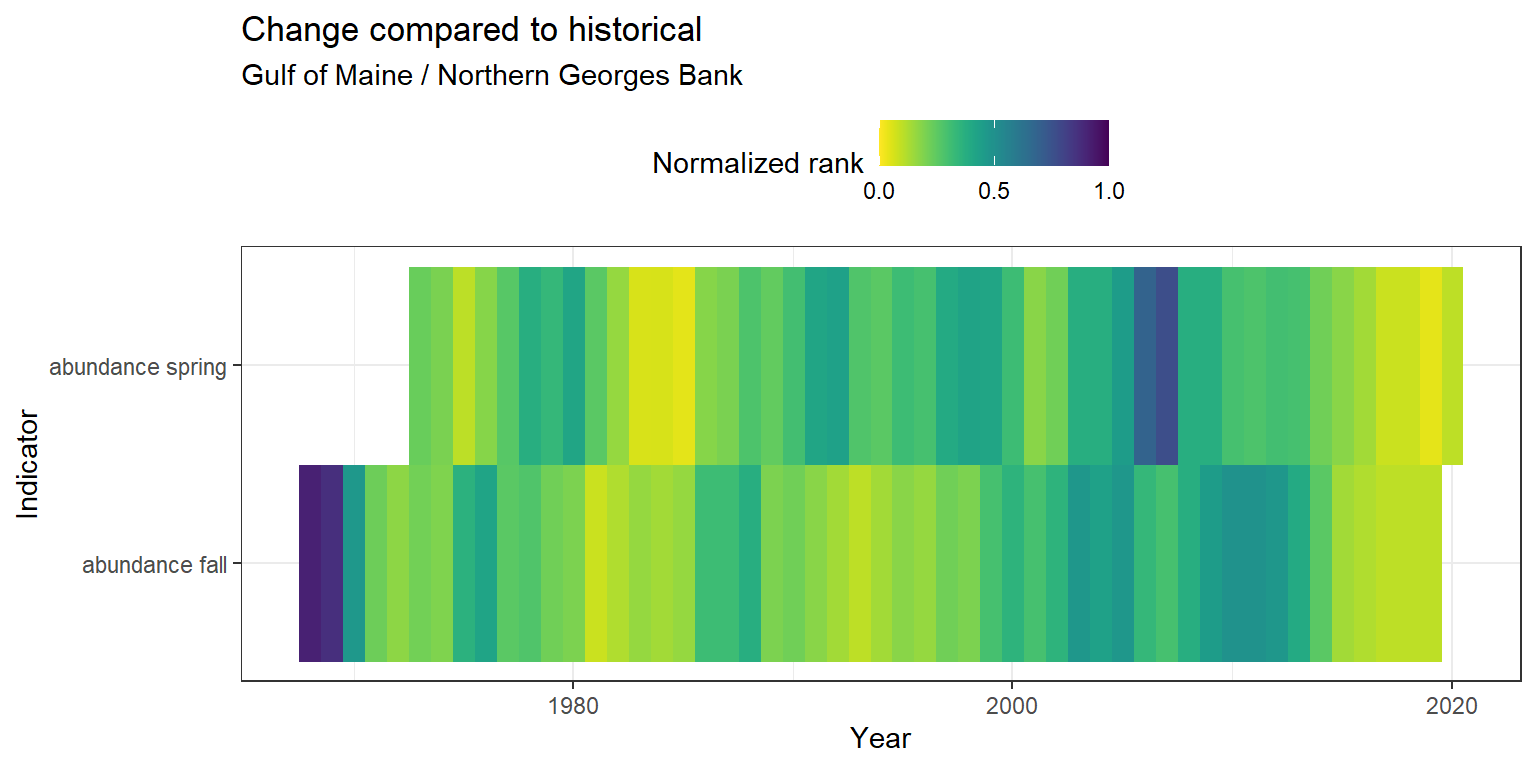 Change compared to historical
Gulf of Maine / Northern Georges Bank
Normalized rank
0.0 0.5 1.0
abundance spring
abundance fall
Indicator
1980 2000 2020
Year